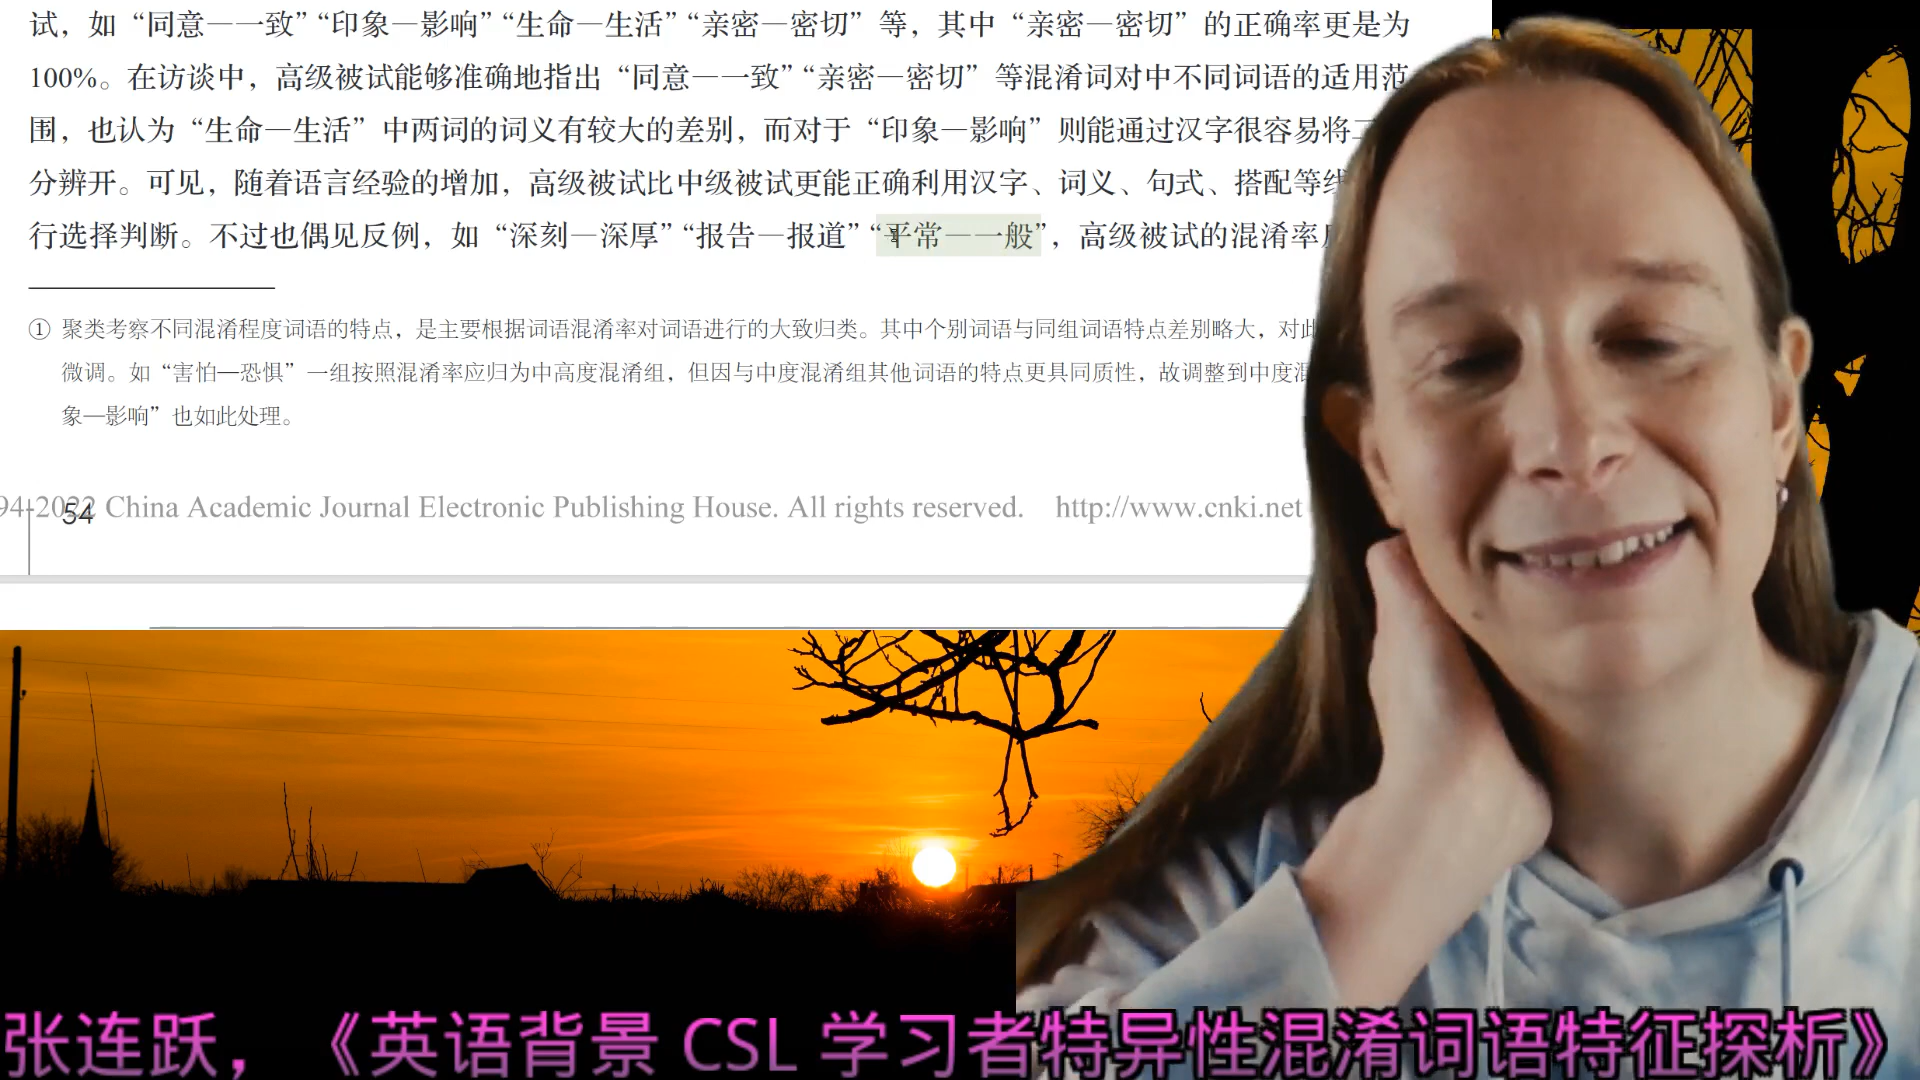 试，如“同意—一致”“印象—影响”“生命—生活”“亲密—密切”等，其中“亲密—密切”的正确率更是为
100%。在访谈中，高级被试能够准确地指出“同意—一致”“亲密—密切”等混淆词对中不同词语的适用范
围，也认为“生命—生活”中两词的词义有较大的差别，而对于“印象—影响”则能通过汉字很容易将
分辨开。可见，随着语言经验的增加，高级被试比中级被试更能正确利用汉字、词义、句式、搭配等
行选择判断。不过也偶见反例，如“深刻—深厚”“报告—报道”“平常—一般”，高级被试的混淆率
① 聚类考察不同混淆程度词语的特点，是主要根据词语混淆率对词语进行的大致归类。其中个别词语与同组词语特点差别略大，对此
微调。如“害怕—恐惧”一组按照混淆率应归为中高度混淆组，但因与中度混淆组其他词语的特点更具同质性，故调整到中度
象—影响”也如此处理。
94-2022 China Academic Journal Electronic Publishing House. All rights reserved. http://www.cnki.net
54
张连跃，《英语背景 CSL 学习者特异性混淆词语特征探析》